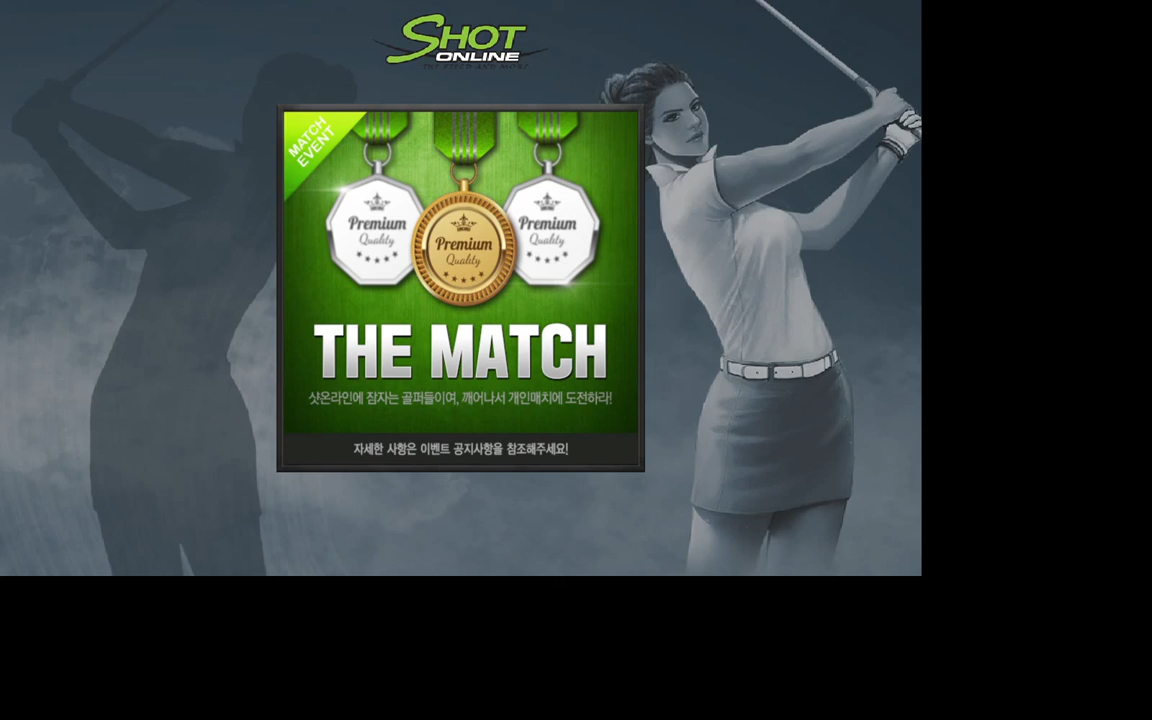 SHOT
ONLINE
MATCH
EVENT
Premium
Quality
Premium
Quality
Premium
Quality
THE MATCH
샷온라인에 잠자는 골퍼들이여, 깨어나서 개인매치에 도전하라!
자세한 사항은 이벤트 공지사항을 참조해주세요!